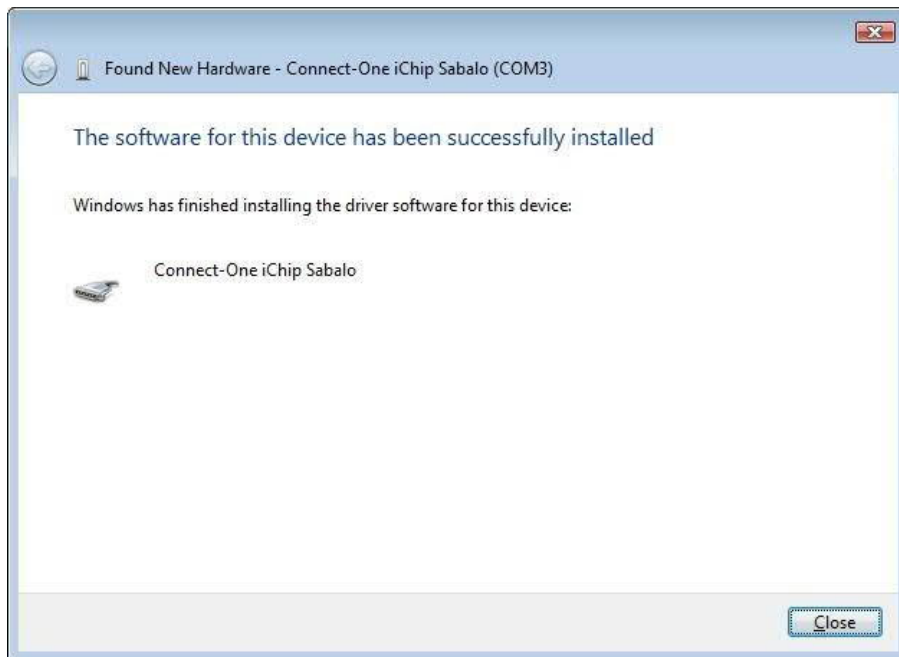 Found New Hardware - Connect-One iChip Sabalo (COM3)
The software for this device has been successfully installed
Windows has finished installing the driver software for this device:
Connect-One iChip Sabalo
Close